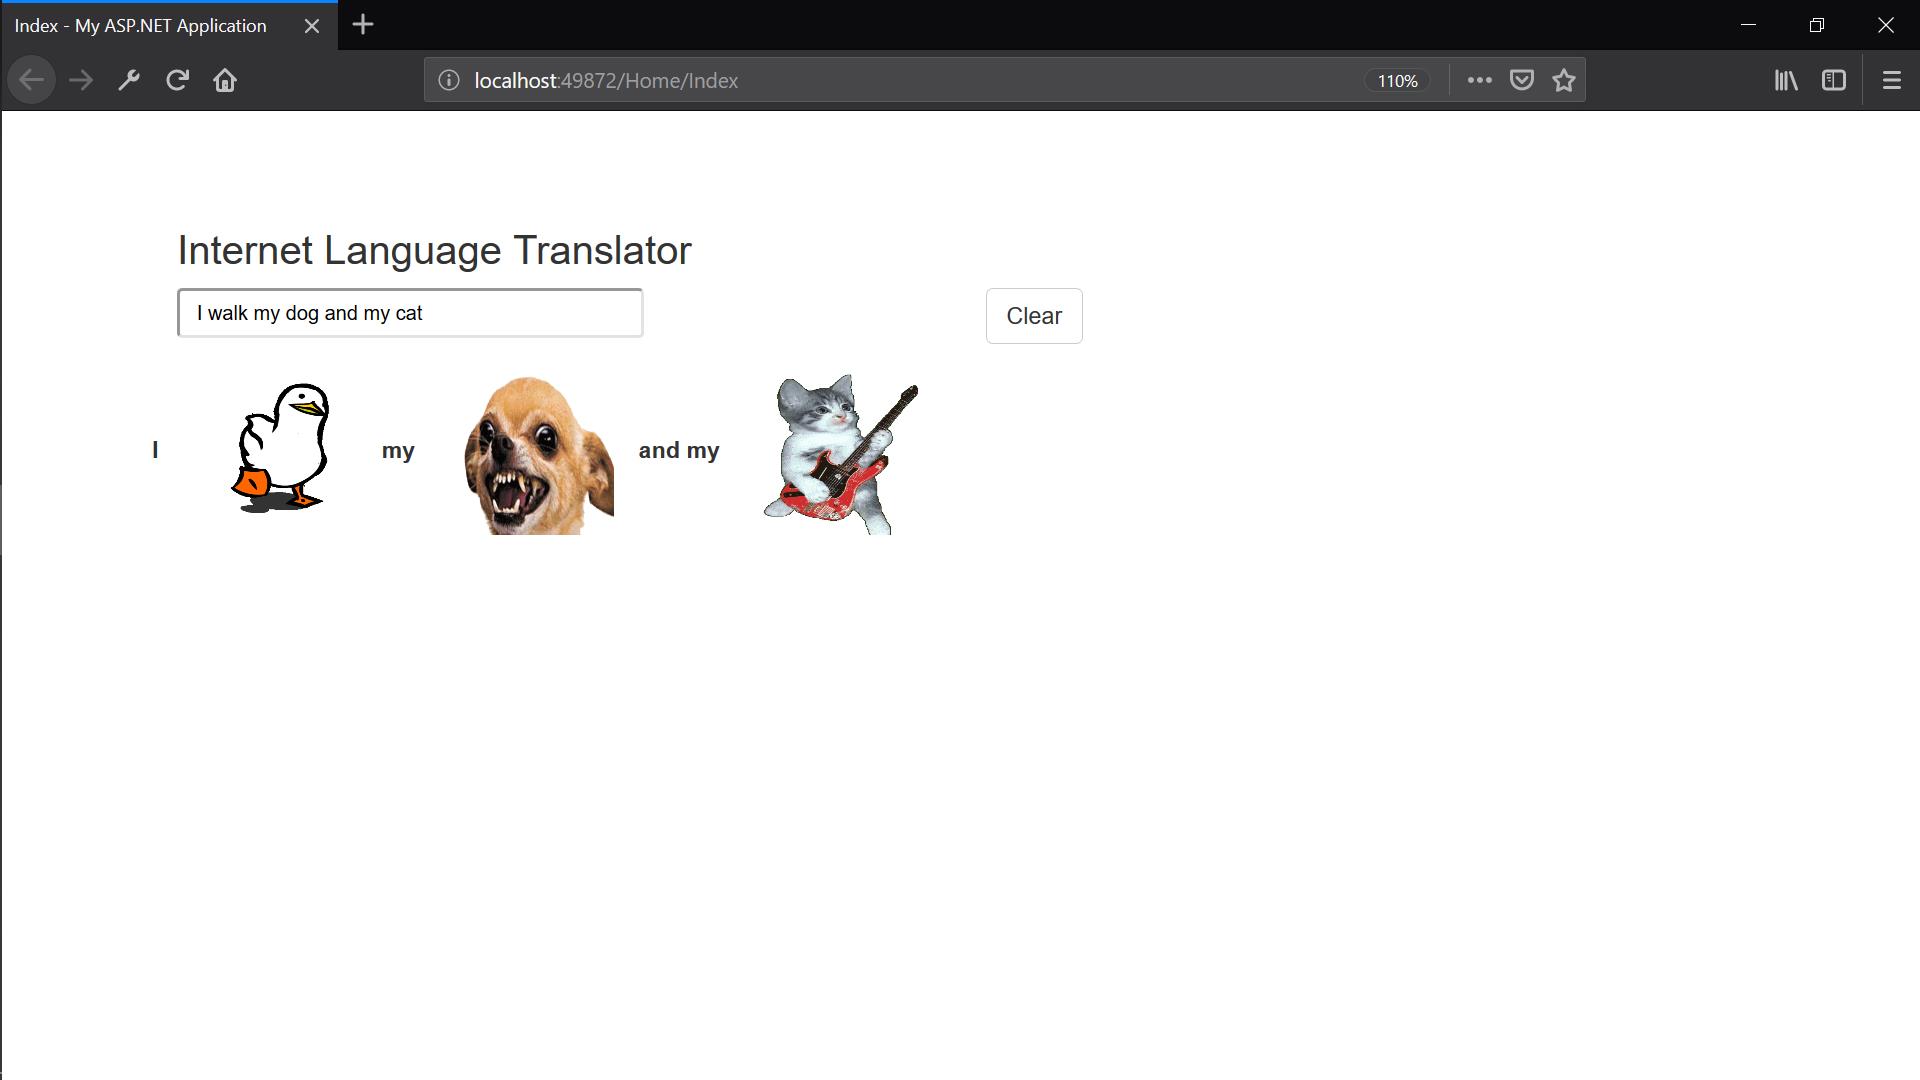 Index - My ASP.NET Application
localhost:49872/Home/Index
110%
Internet Language Translator
I walk my dog and my cat
Clear
I my and my